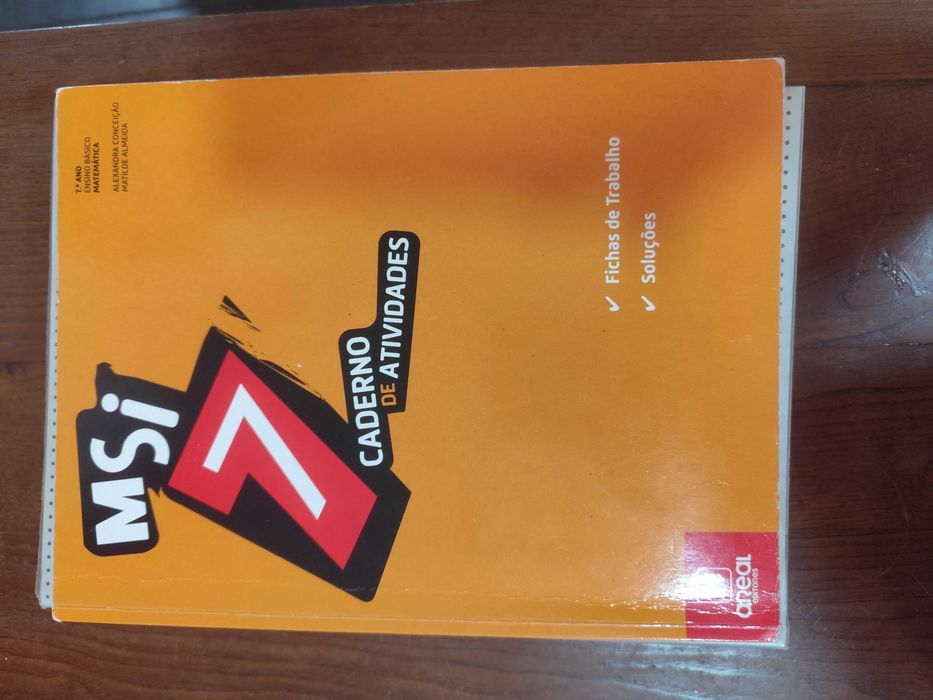 7.º ANO
ENSINO BÁSICO
MATEMÁTICA
ALEXANDRA CONCEIÇÃO
MATILDE ALMEIDA
MSi
7
CADERNO
DE ATIVIDADES
✓ Fichas de Trabalho
✓ Soluções
areal
EDITORES